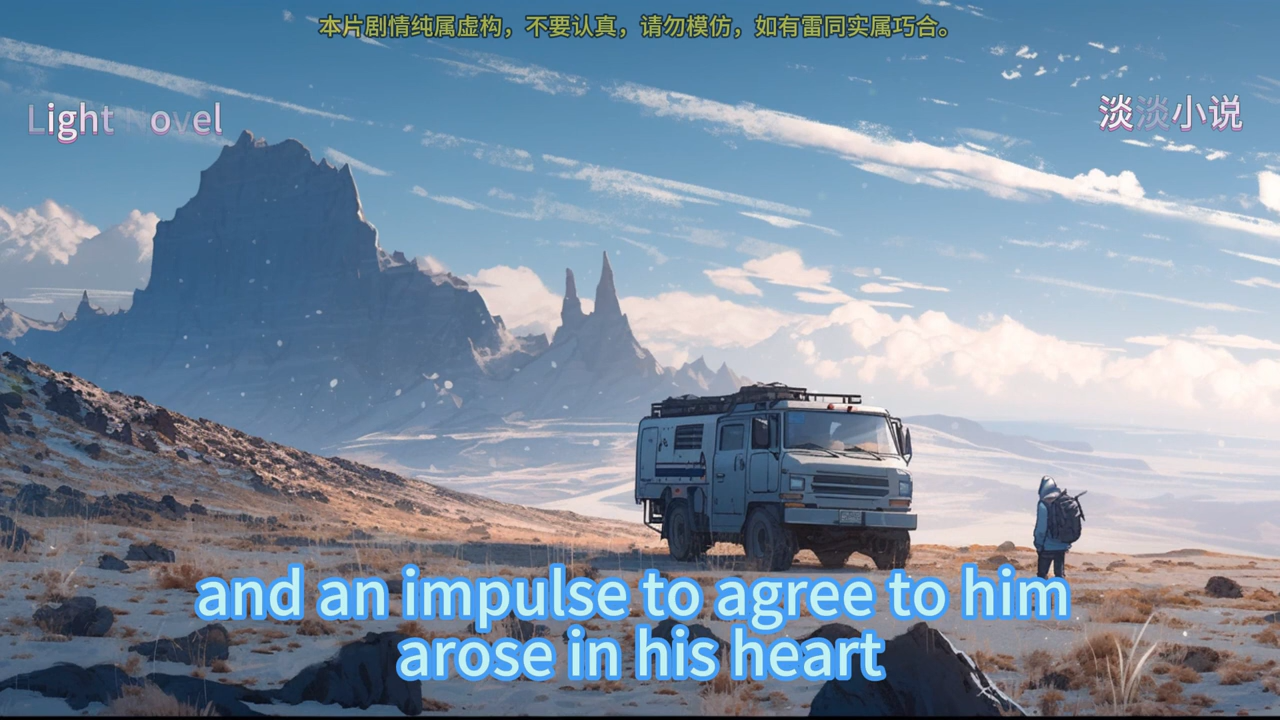 本片剧情纯属虚构，不要认真，请勿模仿，如有雷同实属巧合。
Light Novel
淡淡小说
and an impulse to agree to him
arose in his heart